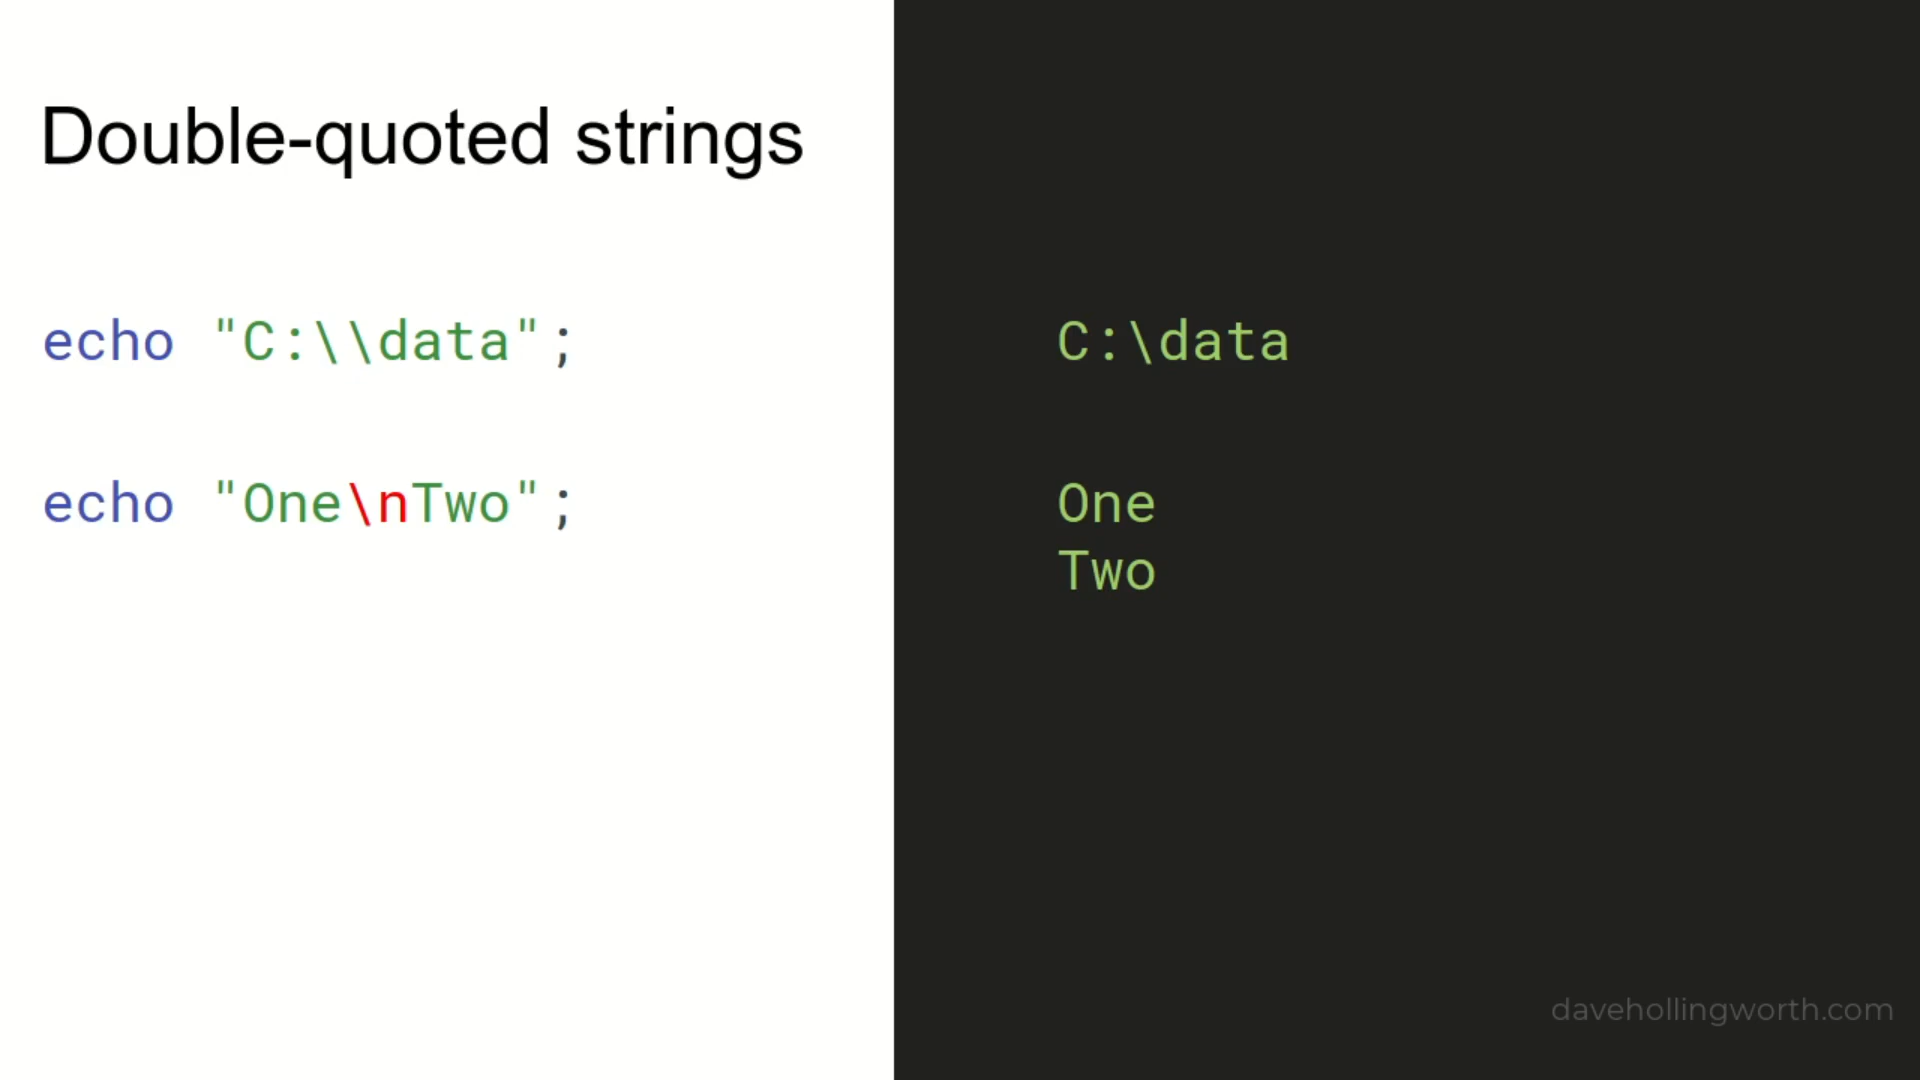 Double-quoted strings
echo "C:\\data";
C:\data
echo "One\nTwo";
One
Two
davehollingworth.com